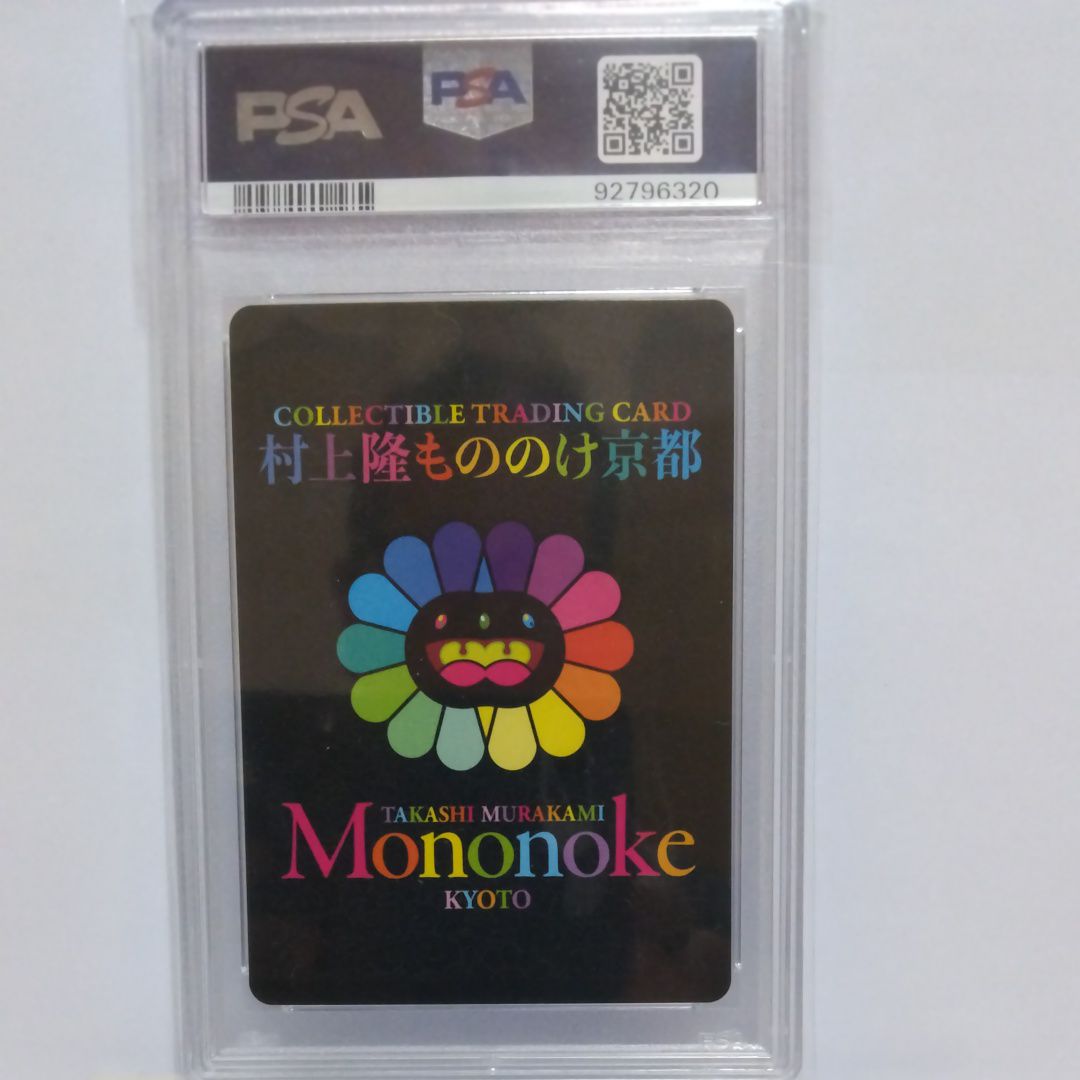 PSA
PSA
92796320
COLLECTIBLE TRADING CARD
村上隆もののけ京都
TAKASHI MURAKAMI
Mononoke
KYOTO